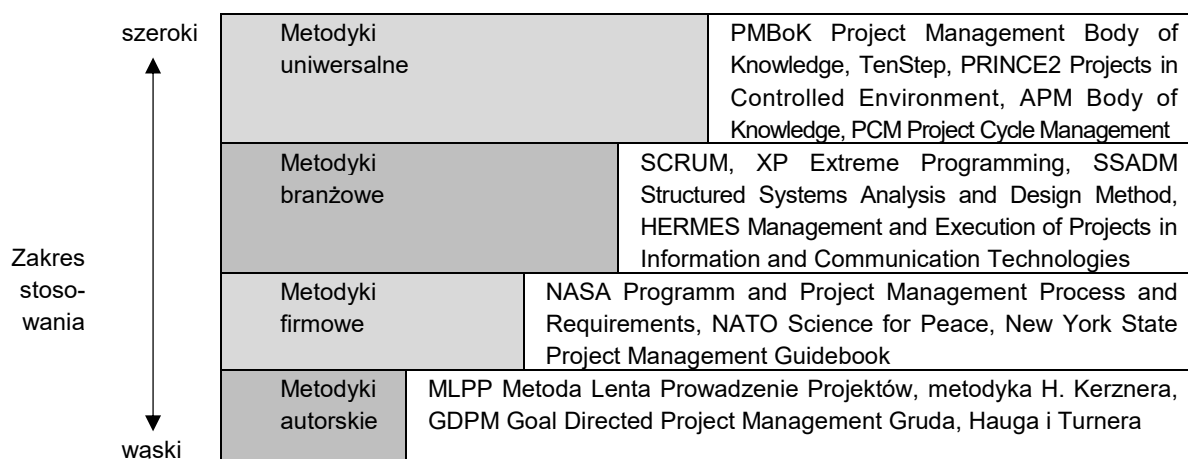 szeroki
Metodyki
uniwersalne
PMBoK Project Management Body of
Knowledge, TenStep, PRINCE2 Projects in
Controlled Environment, APM Body of
Knowledge, PCM Project Cycle Management
Metodyki
branżowe
SCRUM, XP Extreme Programming, SSADM
Structured Systems Analysis and Design Method,
HERMES Management and Execution of Projects in
Information and Communication Technologies
Zakres
stoso-
wania
Metodyki
firmowe
NASA Programm and Project Management Process and
Requirements, NATO Science for Peace, New York State
Project Management Guidebook
Metodyki
autorskie
MLPP Metoda Lenta Prowadzenie Projektów, metodyka H. Kerznera,
GDPM Goal Directed Project Management Gruda, Hauga i Turnera
wąski